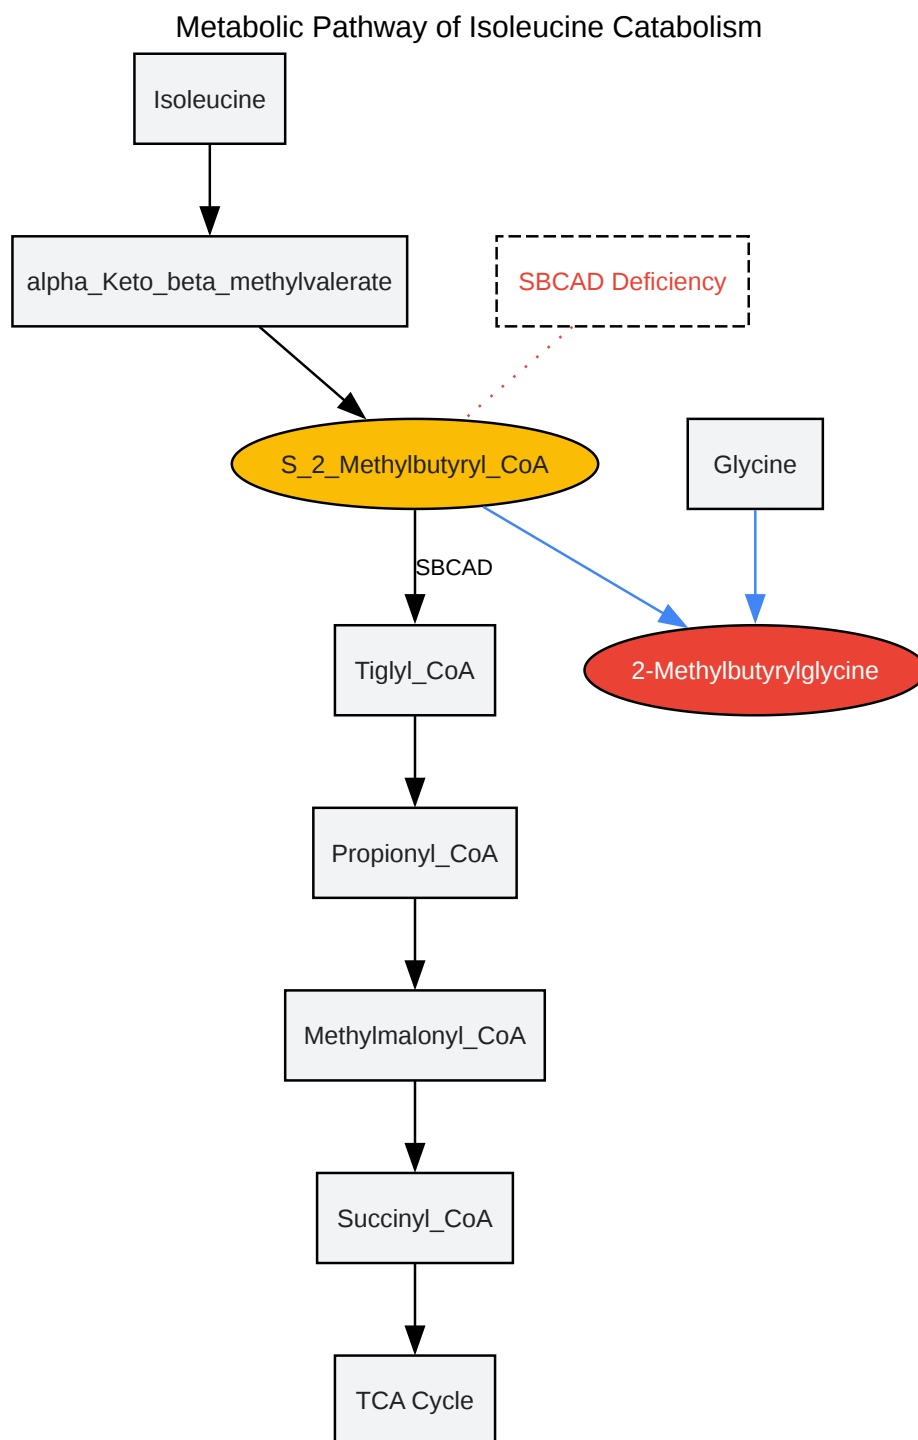 Metabolic Pathway of Isoleucine Catabolism
Isoleucine
alpha_Keto_beta_methylvalerate
SBCAD Deficiency
S_2_Methylbutyryl_CoA
Glycine
SBCAD
Tiglyl_CoA
2-Methylbutyrylglycine
Propionyl_CoA
Methylmalonyl_CoA
Succinyl_CoA
TCA Cycle